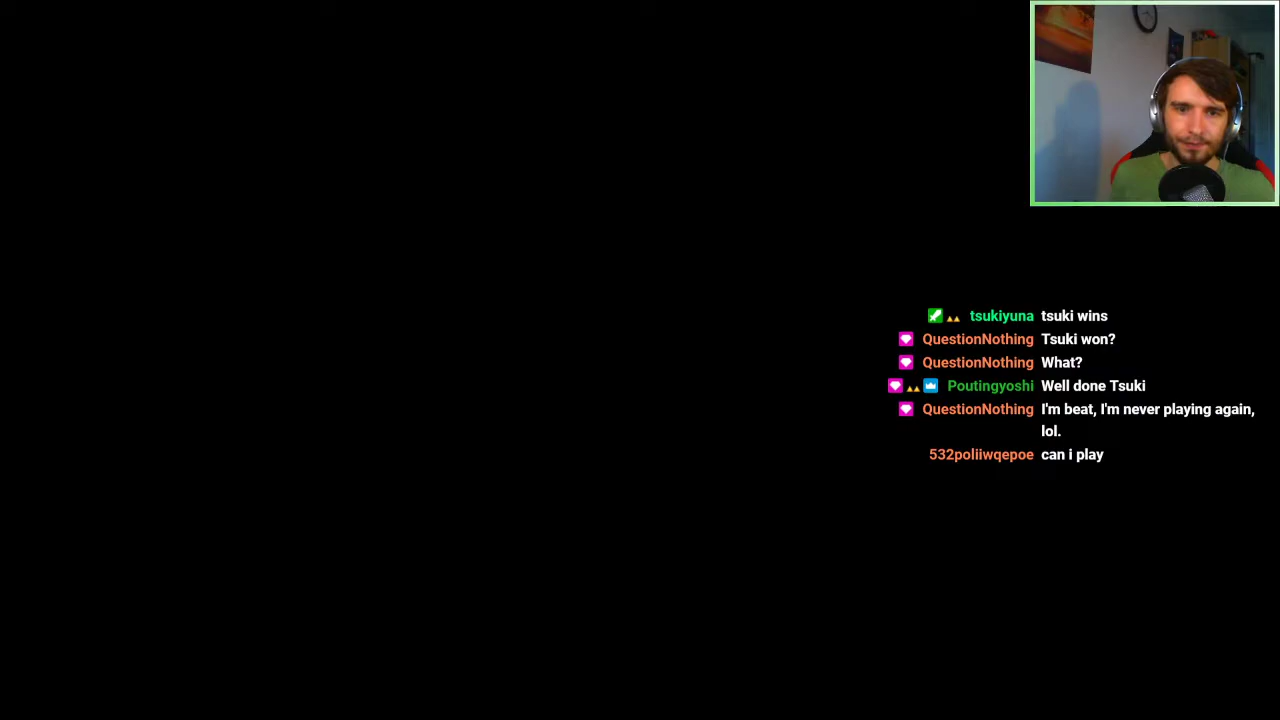 tsukiyuna tsuki wins
QuestionNothing Tsuki won?
QuestionNothing What?
Poutingyoshi Well done Tsuki
QuestionNothing I'm beat, I'm never playing again,
lol.
532poliiwqepoe can i play